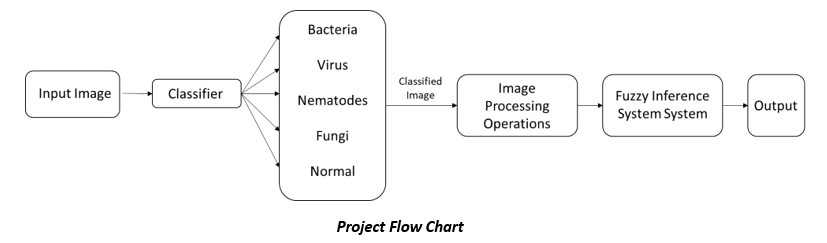 Input Image
Classifier
Bacteria
Virus
Nematodes
Fungi
Normal
Classified
Image
Image
Processing
Operations
Fuzzy Inference
System System
Output
Project Flow Chart